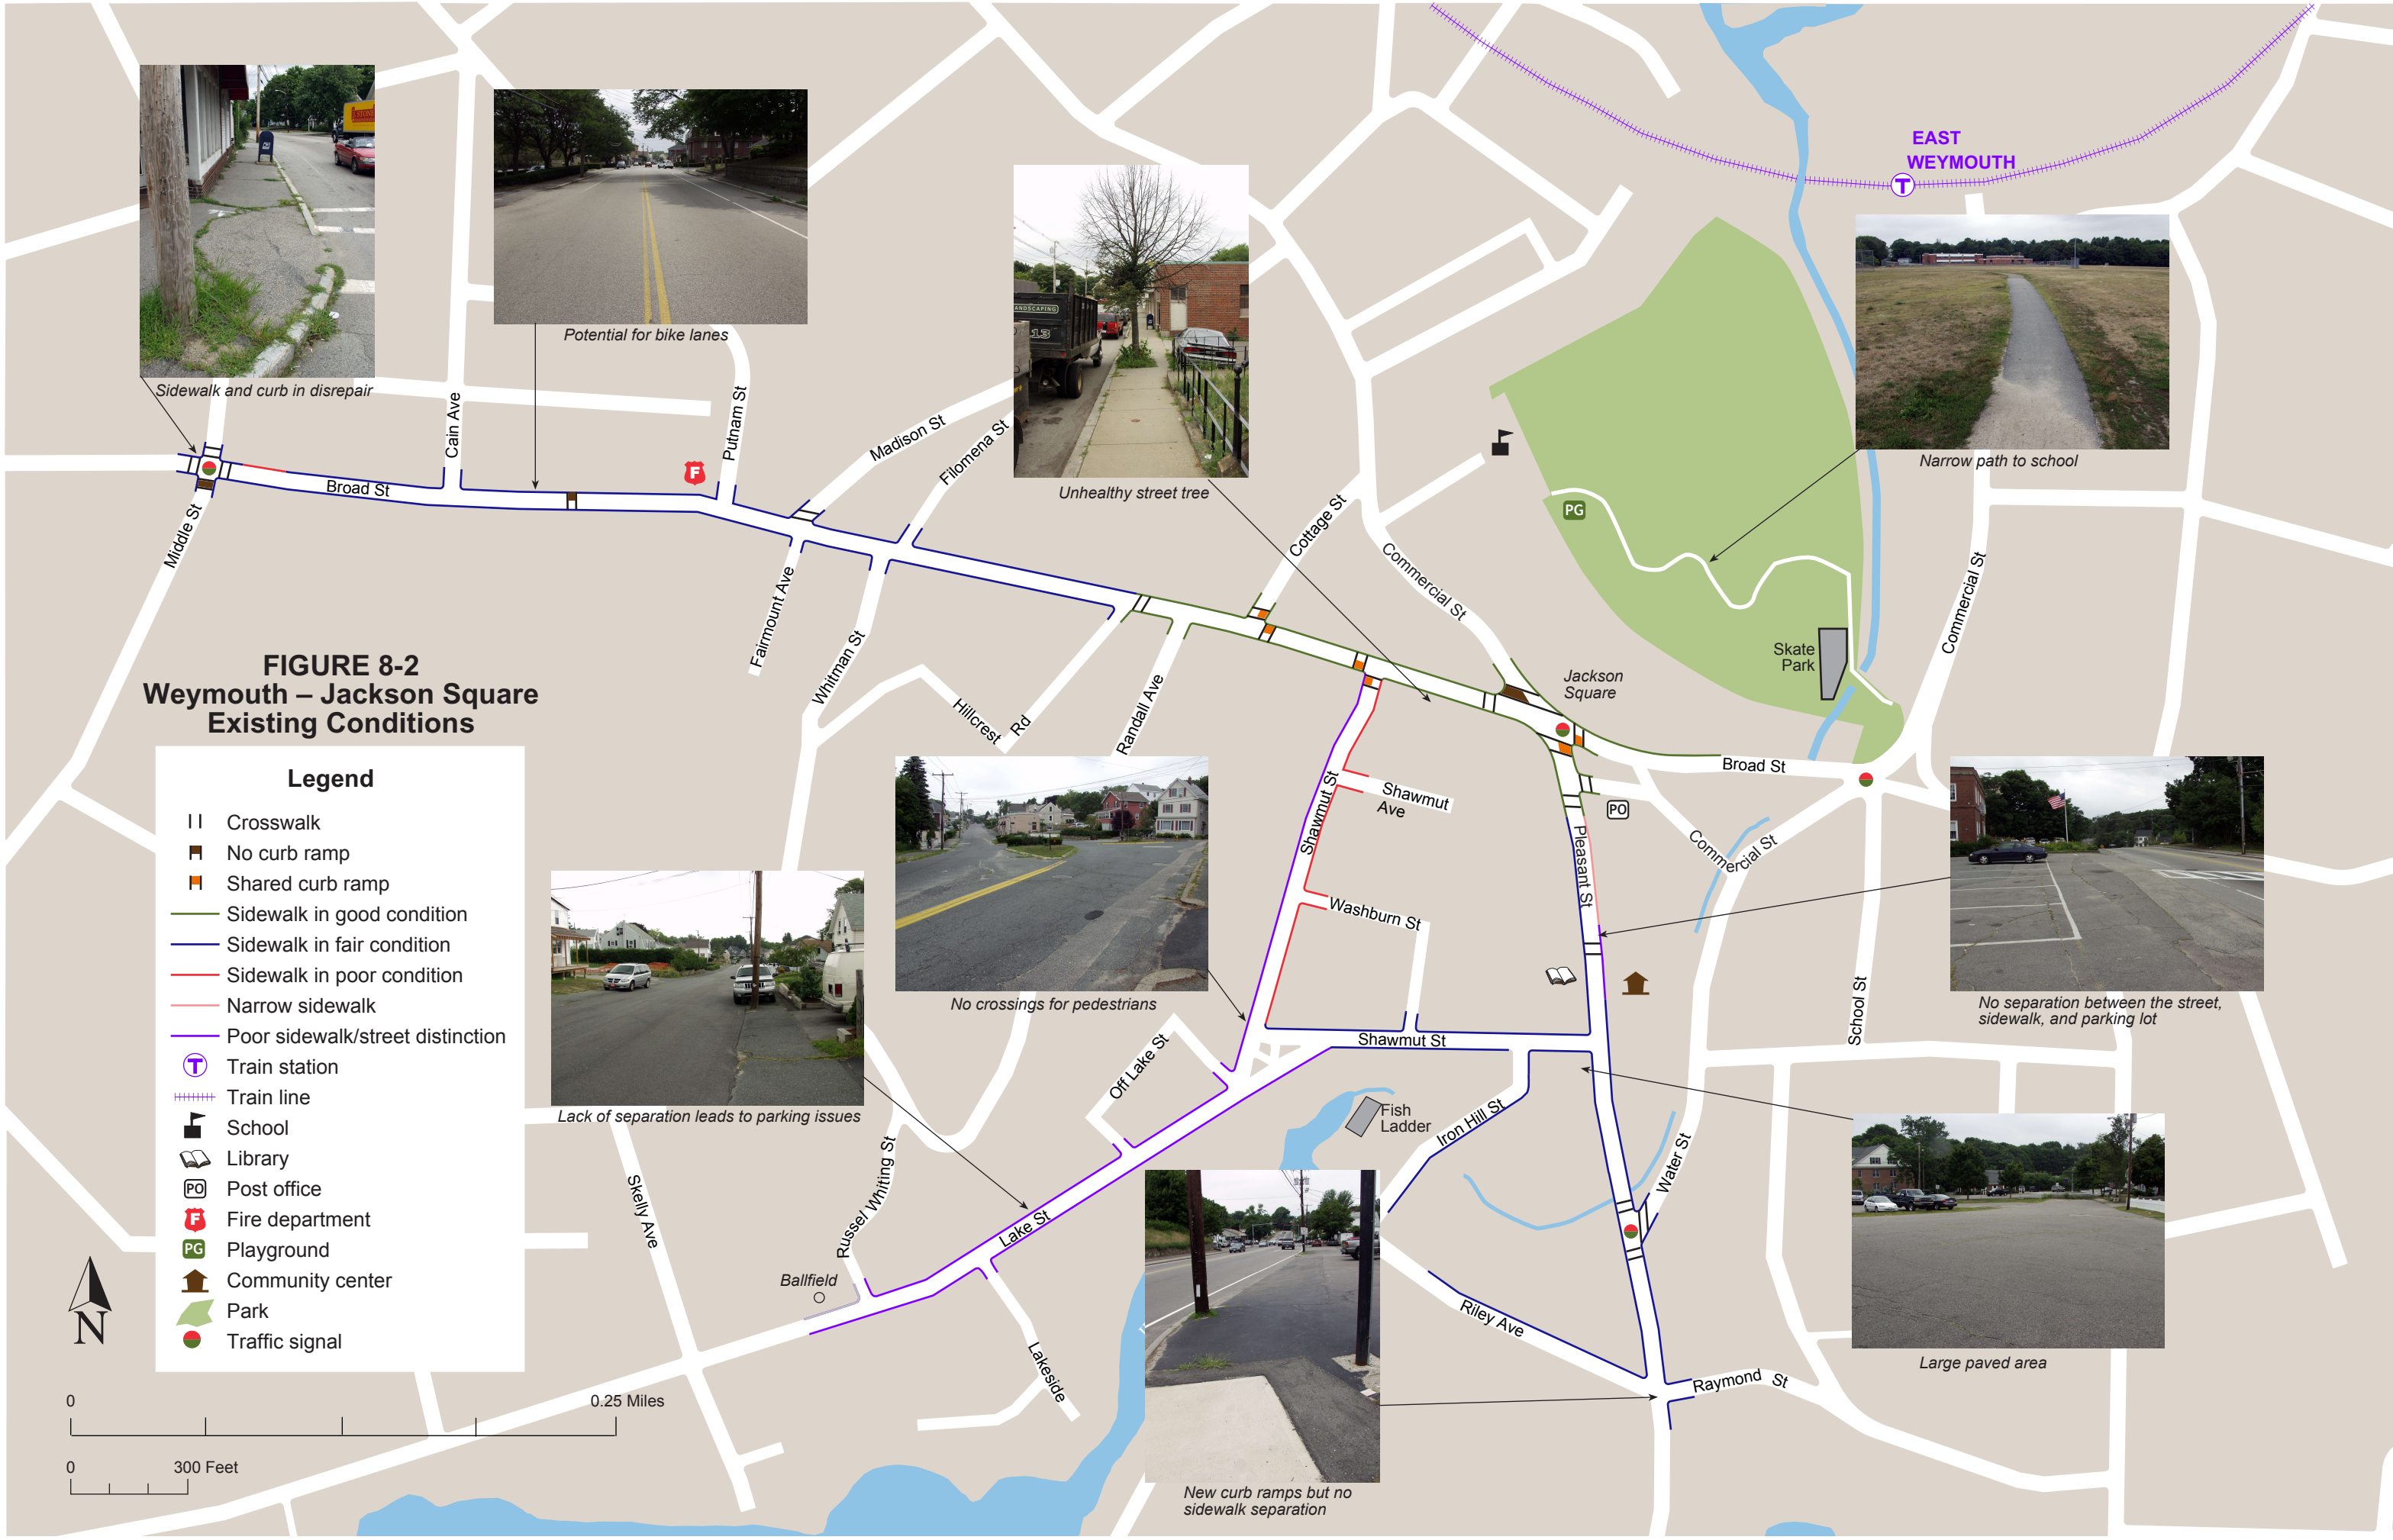 EAST
WEYMOUTH
LANDSCAPING
13
Sidewalk and curb in disrepair
Potential for bike lanes
Unhealthy street tree
Narrow path to school
Cain Ave
Putnam St
Madison St
Filomena St
Broad St
Middle St
Fairmount Ave
Whitman St
Cottage St
Commercial St
Commercial St
F
PG
Skate
Park
Jackson
Square
Hillcrest
Rd
Randall Ave
Broad St
FIGURE 8-2
Weymouth – Jackson Square
Existing Conditions
Legend
Crosswalk
No curb ramp
Shared curb ramp
Sidewalk in good condition
Sidewalk in fair condition
Sidewalk in poor condition
Narrow sidewalk
Poor sidewalk/street distinction
T
Train station
Train line
School
Library
PO
Post office
F
Fire department
PG
Playground
Community center
Park
Traffic signal
N
0
0.25 Miles
0
300 Feet
T
Shawmut St
Shawmut
Ave
Washburn St
Pleasant St
PO
Commercial St
No crossings for pedestrians
Lack of separation leads to parking issues
No separation between the street,
sidewalk, and parking lot
Shawmut St
School St
Off Lake St
Fish
Ladder
Iron Hill St
Water St
Skelly Ave
Russel Whiting St
Lake St
Ballfield
Lakeside
Riley Ave
Raymond St
Large paved area
New curb ramps but no
sidewalk separation